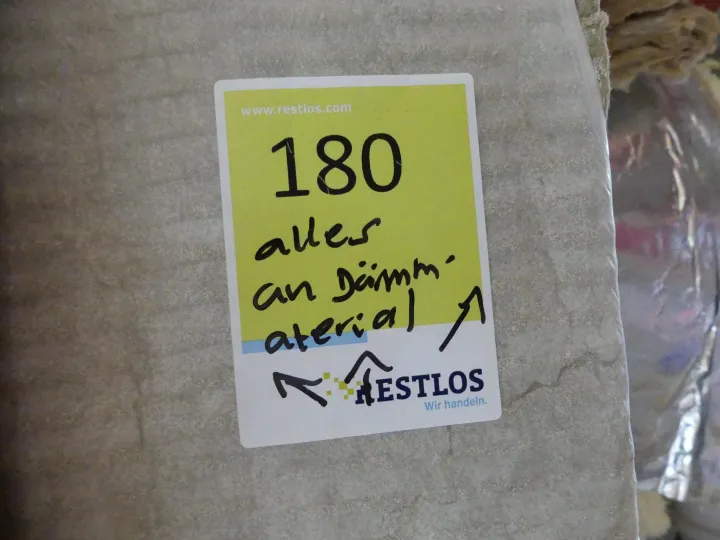 www.restlos.com
180
alles
an Dämm-
aterial
RESTLOS
Wir handeln.